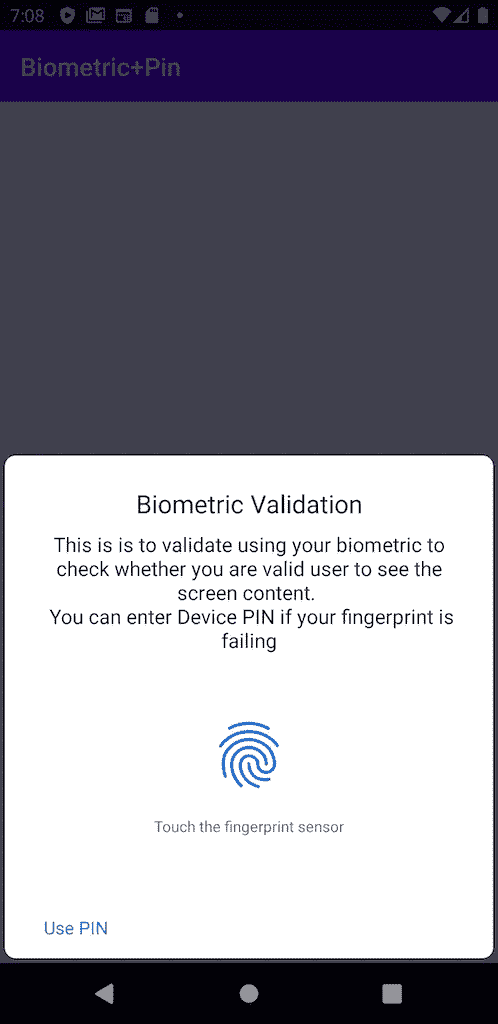 7:08
Biometric+Pin
Biometric Validation
This is is to validate using your biometric to
check whether you are valid user to see the
screen content.
You can enter Device PIN if your fingerprint is
failing
Touch the fingerprint sensor
Use PIN